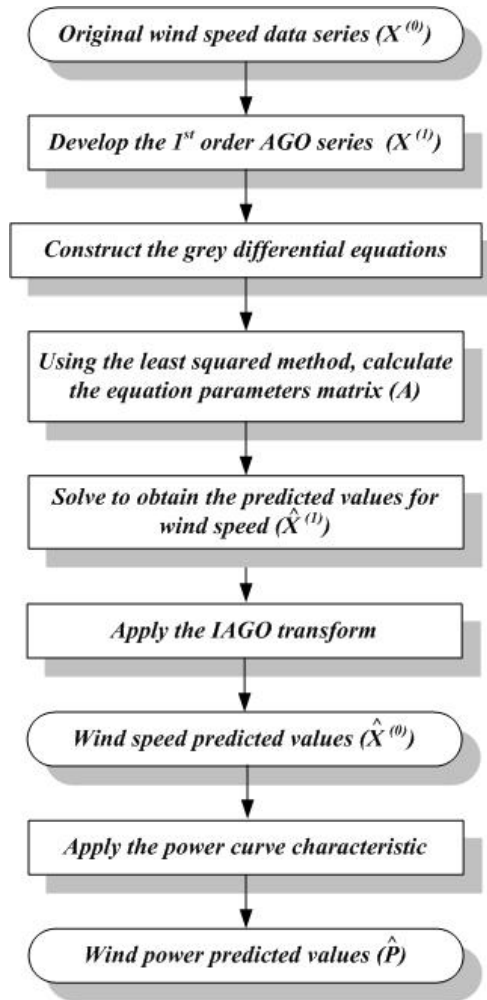 Original wind speed data series (X⁽⁰⁾)
Develop the 1ˢᵗ order AGO series (X⁽¹⁾)
Construct the grey differential equations
Using the least squared method, calculate
the equation parameters matrix (A)
Solve to obtain the predicted values for
wind speed (X̂⁽¹⁾)
Apply the IAGO transform
Wind speed predicted values (X̂⁽⁰⁾)
Apply the power curve characteristic
Wind power predicted values (P̂)